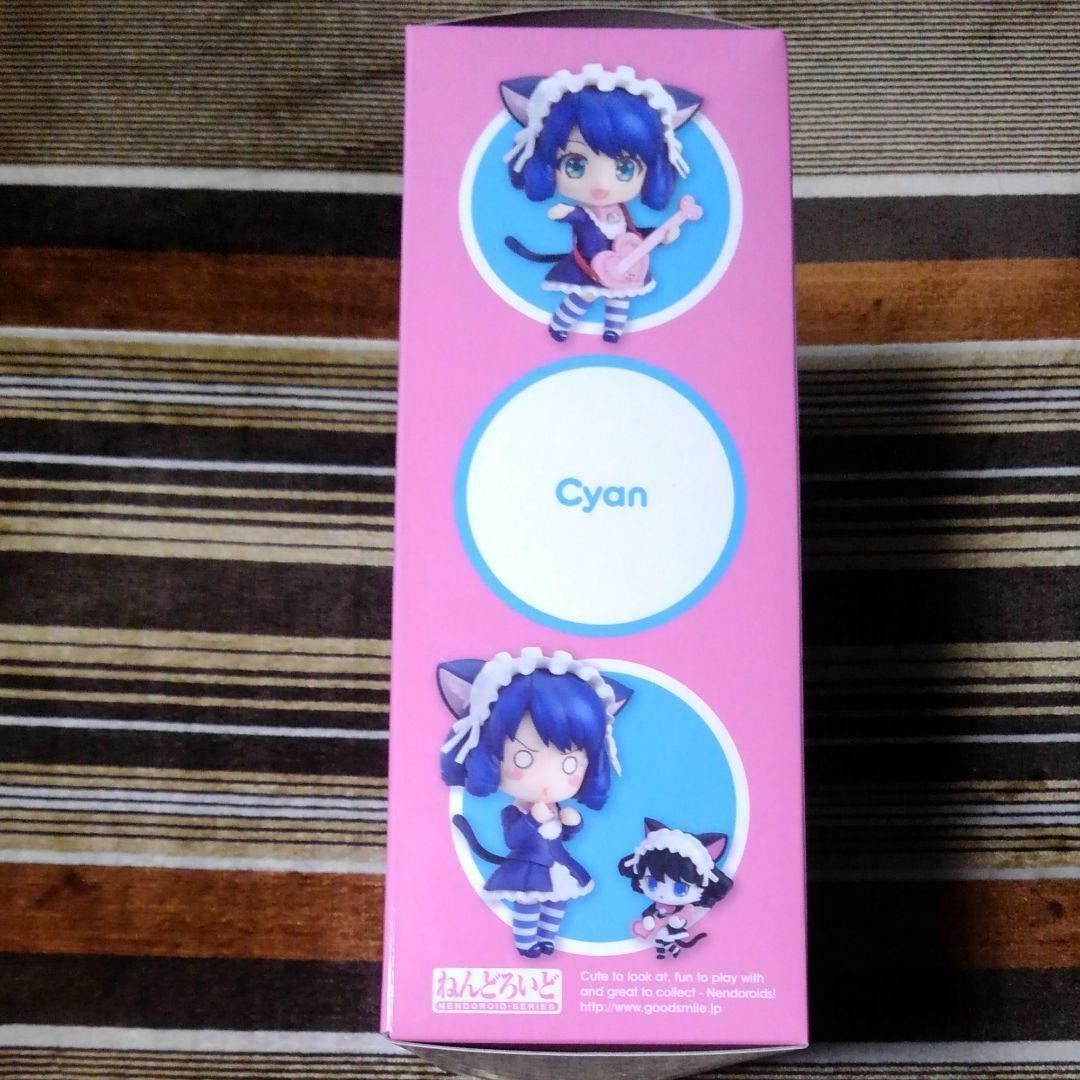 Cyan
ねんどろいど
NENDOROID-SERIES
Cute to look at, fun to play with
and great to collect - Nendoroids!
http://www.goodsmile.jp